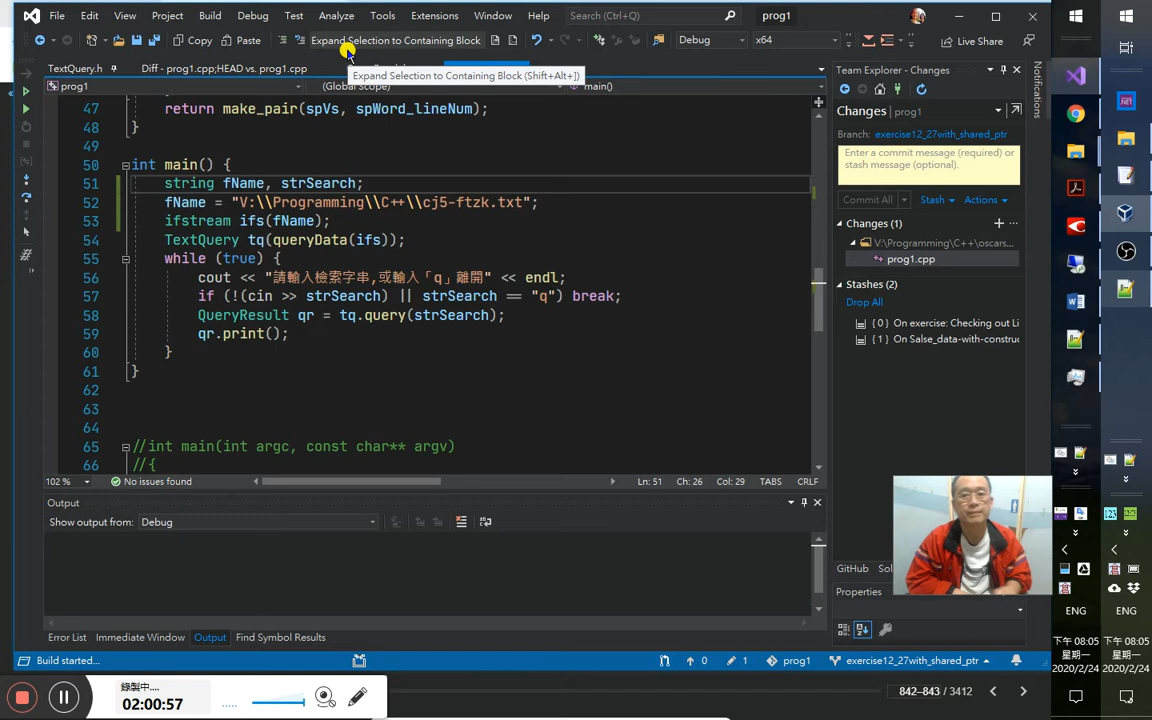 File Edit View Project Build Debug Test Analyze Tools Extensions Window Help Search (Ctrl+Q) prog1
Copy Paste Expand Selection to Containing Block Debug x64 Live Share
Expand Selection to Containing Block (Shift+Alt+])
TextQuery.h Diff - prog1.cpp;HEAD vs. prog1.cpp
prog1 (Global Scope) main()
47 return make_pair(spVs, spWord_lineNum);
48 }
49
50 int main() {
51 string fName, strSearch;
52 fName = "V:\\Programming\\C++\\cj5-ftzk.txt";
53 ifstream ifs(fName);
54 TextQuery tq(queryData(ifs));
55 while (true) {
56 cout << "請輸入檢索字串,或輸入「q」離開" << endl;
57 if (!(cin >> strSearch) || strSearch == "q") break;
58 QueryResult qr = tq.query(strSearch);
59 qr.print();
60 }
61 }
62
63
64
65 //int main(int argc, const char** argv)
66 //{
102 % No issues found Ln: 51 Ch: 26 Col: 29 TABS CRLF
Output
Show output from: Debug
Error List Immediate Window Output Find Symbol Results
Build started... 0 1 prog1 exercise12_27with_shared_ptr
Team Explorer - Changes
Changes | prog1
Branch: exercise12_27with_shared_ptr
Enter a commit message (required) or
stash message (optional).
Commit All Stash Actions
Changes (1)
V:\Programming\C++\oscars...
prog1.cpp
Stashes (2)
Drop All
{0} On exercise: Checking out Li
{1} On Salse_data-with-constru
GitHub Sol
Properties
Notifications
ENG ENG
下午 08:05 下午 08:05
星期一 星期一
2020/2/24 2020/2/24
錄製中....
02:00:57
842–843 / 3412